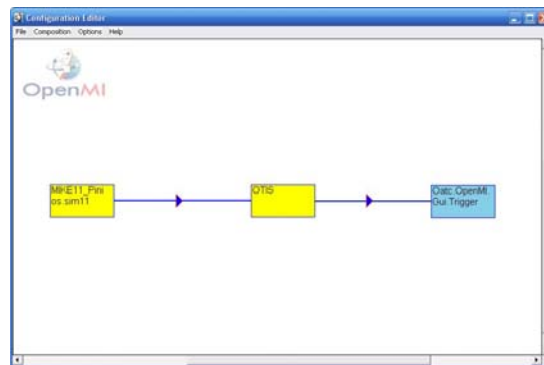 Configuration Editor
File Composition Options Help
OpenMI
MIKE11_Pini
os.sim11
OTIS
Oatc.OpenMI
Gui.Trigger